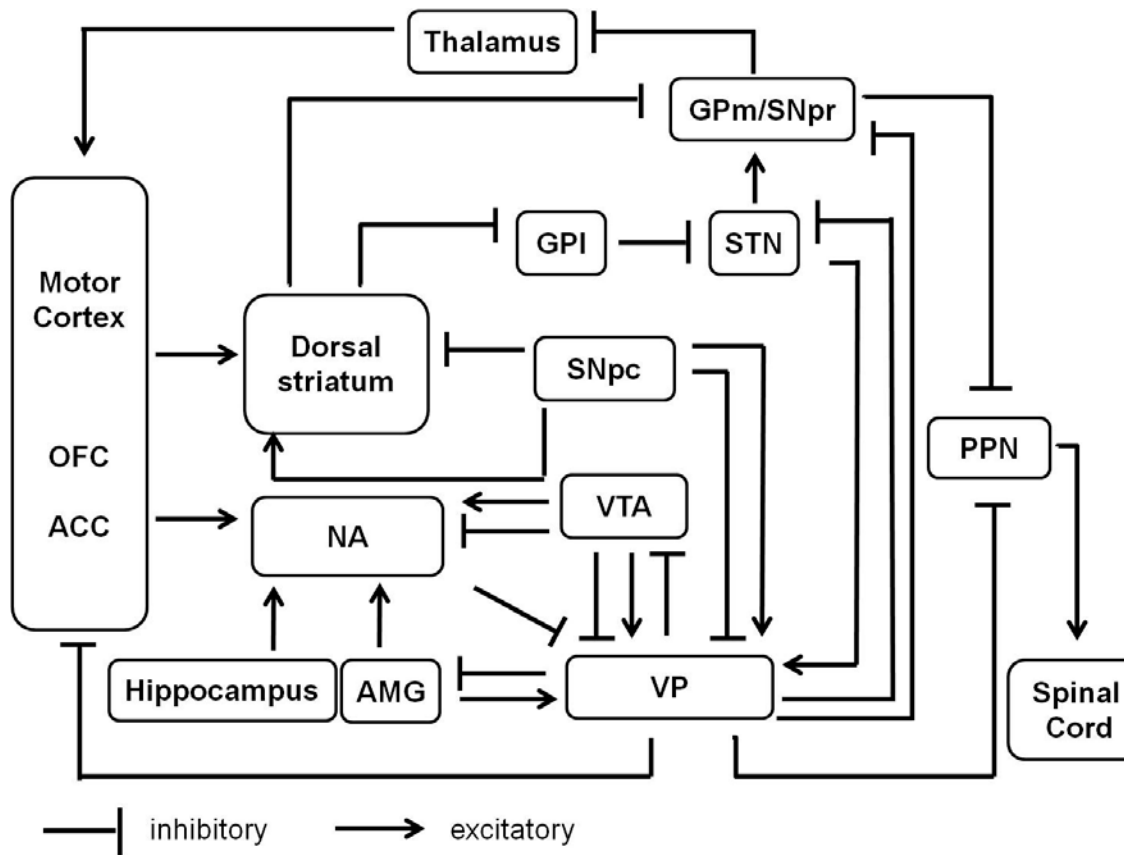 Thalamus
GPm/SNpr
GPI
STN
Motor
Cortex
Dorsal
striatum
SNpc
OFC
PPN
ACC
NA
VTA
Hippocampus
AMG
VP
Spinal
Cord
inhibitory
excitatory